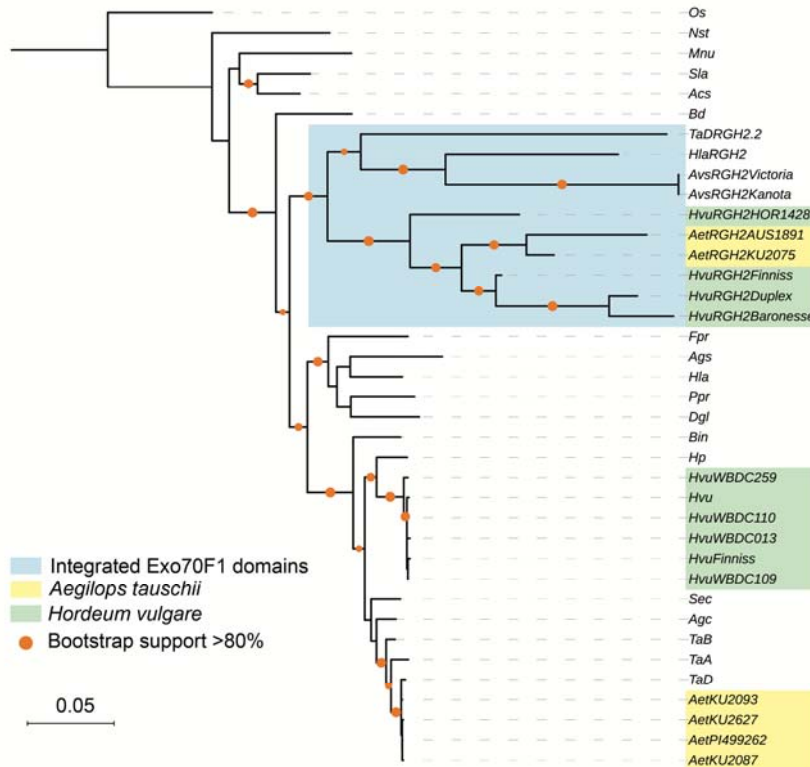 Os
Nst
Mnu
Sla
Acs
Bd
TaDRGH2.2
HlaRGH2
AvsRGH2Victoria
AvsRGH2Kanota
HvuRGH2HOR1428
AetRGH2AUS1891
AetRGH2KU2075
HvuRGH2Finniss
HvuRGH2Duplex
HvuRGH2Baronesse
Fpr
Ags
Hla
Ppr
Dgl
Bin
Hp
HvuWBDC259
Hvu
HvuWBDC110
HvuWBDC013
HvuFinniss
HvuWBDC109
Sec
Agc
TaB
TaA
TaD
AetKU2093
AetKU2627
AetPI499262
AetKU2087
Integrated Exo70F1 domains
Aegilops tauschii
Hordeum vulgare
Bootstrap support >80%
0.05